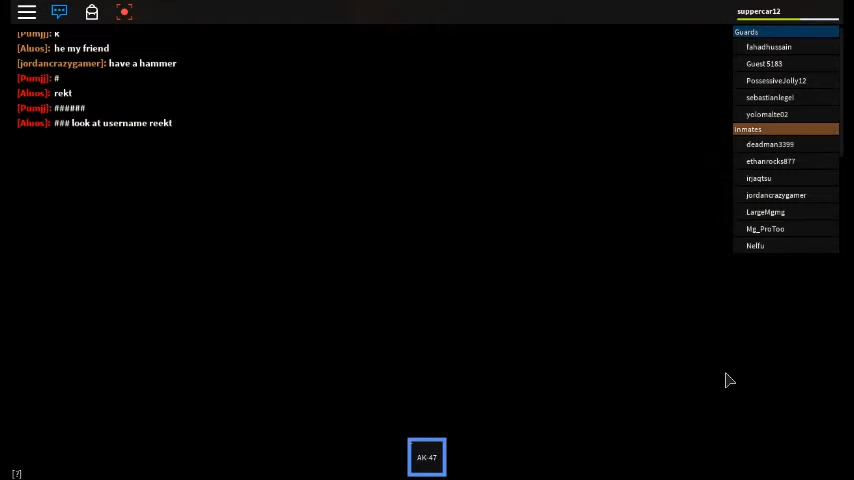 suppercar12
[Pumjj]: k
[Aluos]: he my friend
[jordancrazygamer]: have a hammer
[Pumjj]: #
[Aluos]: rekt
[Pumjj]: ######
[Aluos]: ### look at username reekt
Guards
fahadhussain
Guest 5183
PossessiveJolly12
sebastianlegei
yolomalte02
Inmates
deadman3399
ethanrocks877
irjaqtsu
jordancrazygamer
LargeMgmg
Mg_ProToo
Nelfu
AK-47
[?]